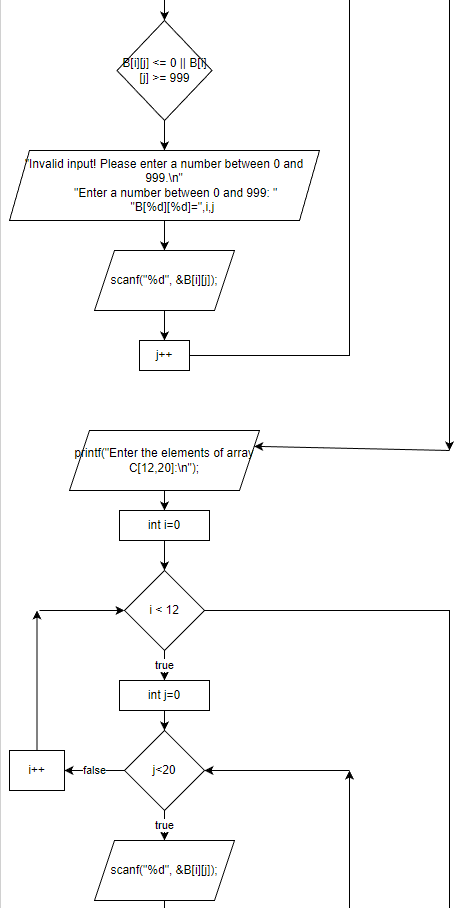 B[i][j] <= 0 || B[i]
[j] >= 999
"Invalid input! Please enter a number between 0 and
999.\n"
"Enter a number between 0 and 999: "
"B[%d][%d]=",i,j
scanf("%d", &B[i][j]);
j++
printf("Enter the elements of array
C[12,20]:\n");
int i=0
i < 12
true
int j=0
i++
false
j<20
true
scanf("%d", &B[i][j]);